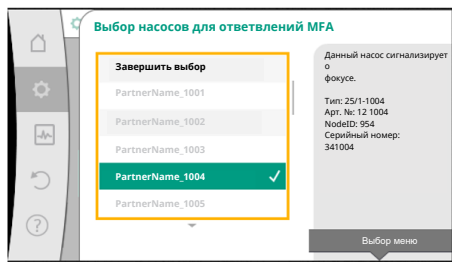 Выбор насосов для ответвлений MFA
Завершить выбор
PartnerName_1001
PartnerName_1002
PartnerName_1003
PartnerName_1004
PartnerName_1005
Данный насос сигнализирует
о
фокусе.
Тип: 25/1-1004
Арт. №: 12 1004
NodeID: 954
Серийный номер:
341004
Выбор меню